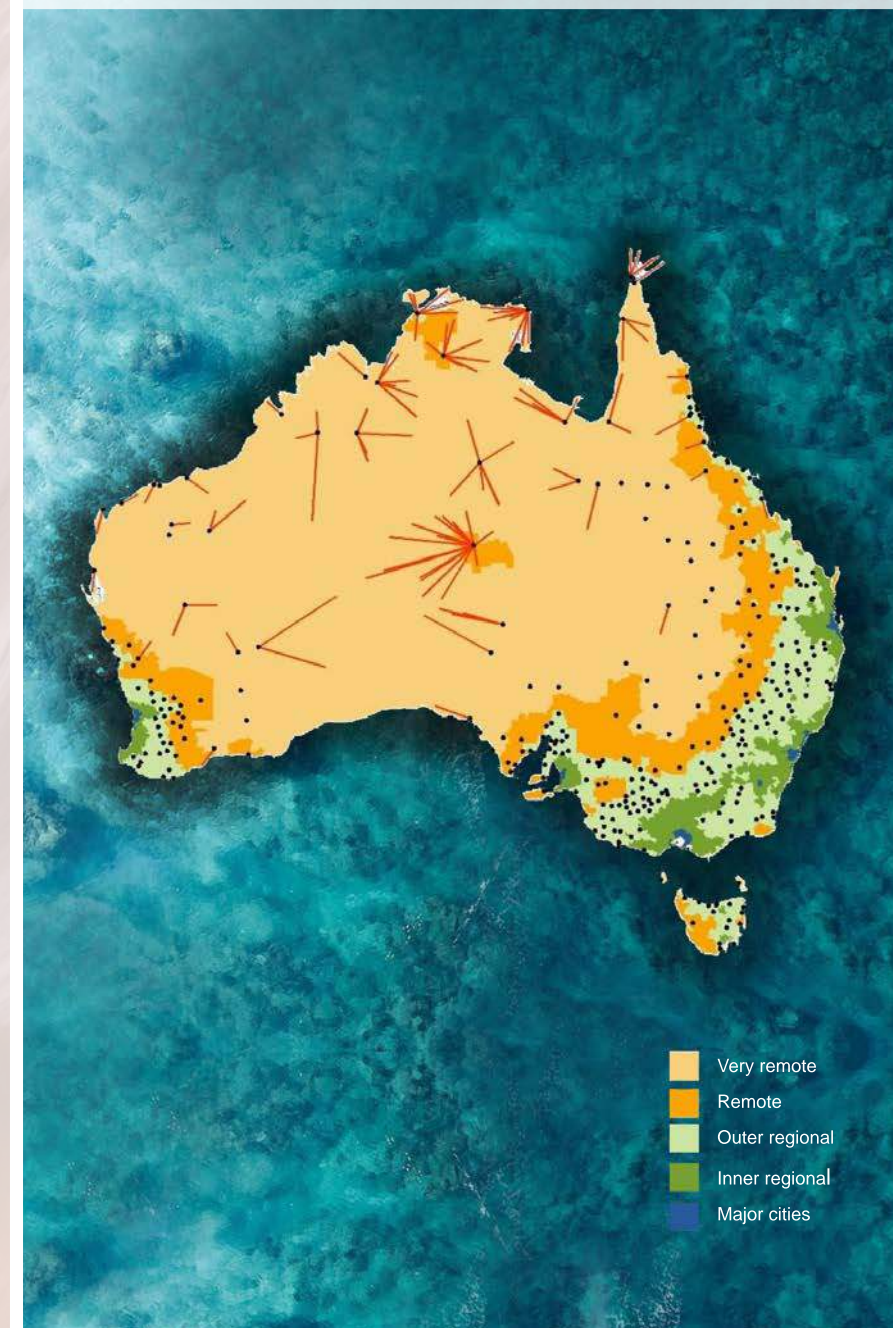 Very remote
Remote
Outer regional
Inner regional
Major cities